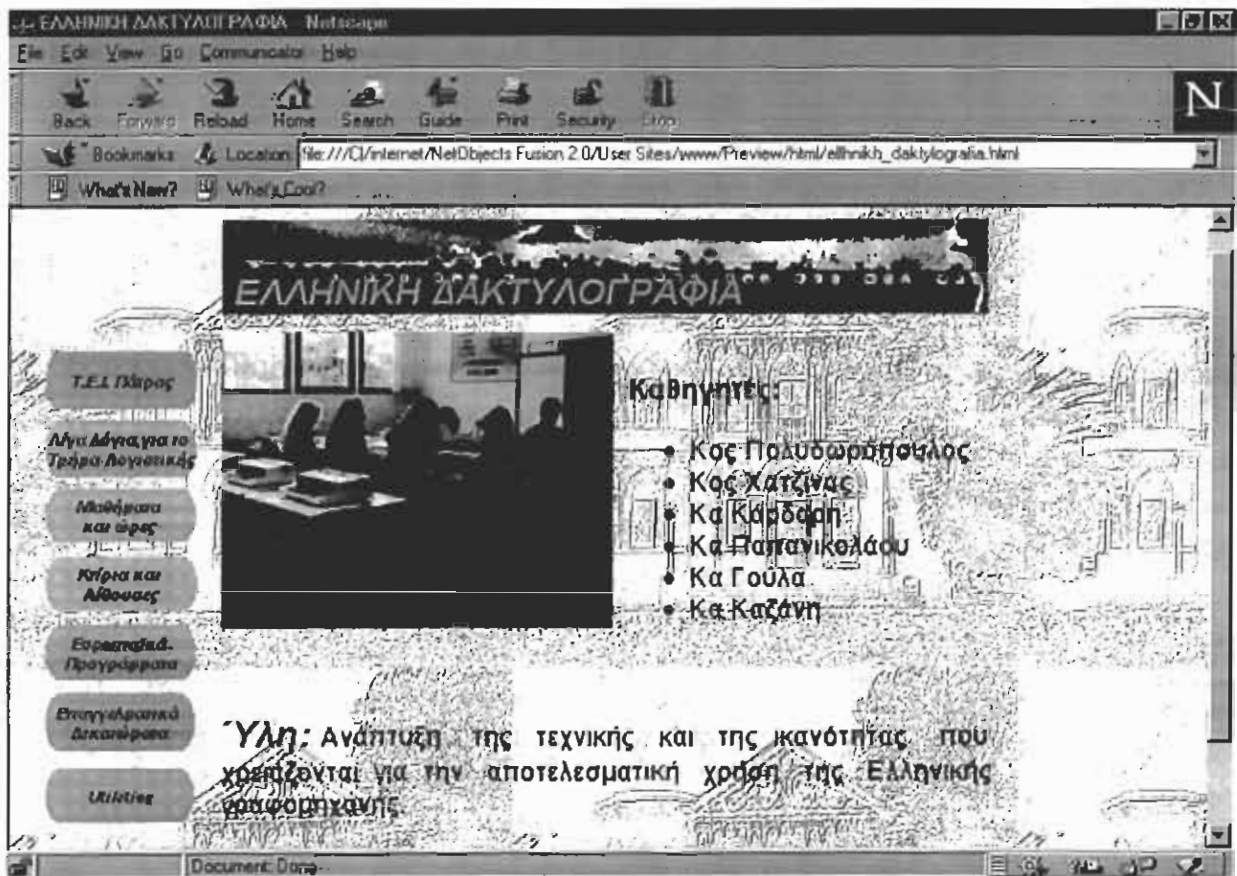 ΕΛΛΗΝΙΚΗ ΔΑΚΤΥΛΟΓΡΑΦΙΑ - Netscape
File Edit View Go Communicator Help
Back Forward Reload Home Search Guide Print Security Stop
Bookmarks Location: file:///C|/internet/NetObjects Fusion 2.0/User Sites/www/Preview/html/ellhnikh_daktylografia.html
What's New? What's Cool?
N
ΕΛΛΗΝΙΚΗ ΔΑΚΤΥΛΟΓΡΑΦΙΑ
Τ.Ε.Ι. Πάτρας
Λίγα Λόγια για το
Τμήμα Λογιστικής
Μαθήματα
και ώρες
Κτίρια και
Αίθουσες
Ευρωπαϊκά
Προγράμματα
Επαγγελματικά
Δικαιώματα
Utilities
Καθηγητές:
• Κος Πολυδωρόπουλος
• Κος Χατζίνας
• Κα Κάρδαρη
• Κα Παπανικολάου
• Κα Γούλα
• Κα Καζάνη
Ύλη: Ανάπτυξη της τεχνικής και της ικανότητας που
χρειάζονται για την αποτελεσματική χρήση της Ελληνικής
γραφομηχανής
Document: Done